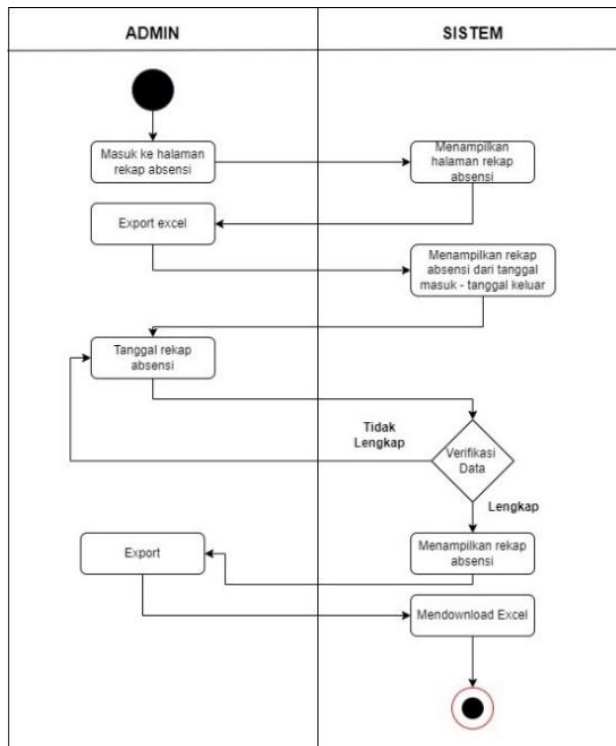 ADMIN
SISTEM
Masuk ke halaman
rekap absensi
Menampilkan
halaman rekap
absensi
Export excel
Menampilkan rekap
absensi dari tanggal
masuk - tanggal keluar
Tanggal rekap
absensi
Tidak
Lengkap
Verifikasi
Data
Lengkap
Export
Menampilkan rekap
absensi
Mendownload Excel